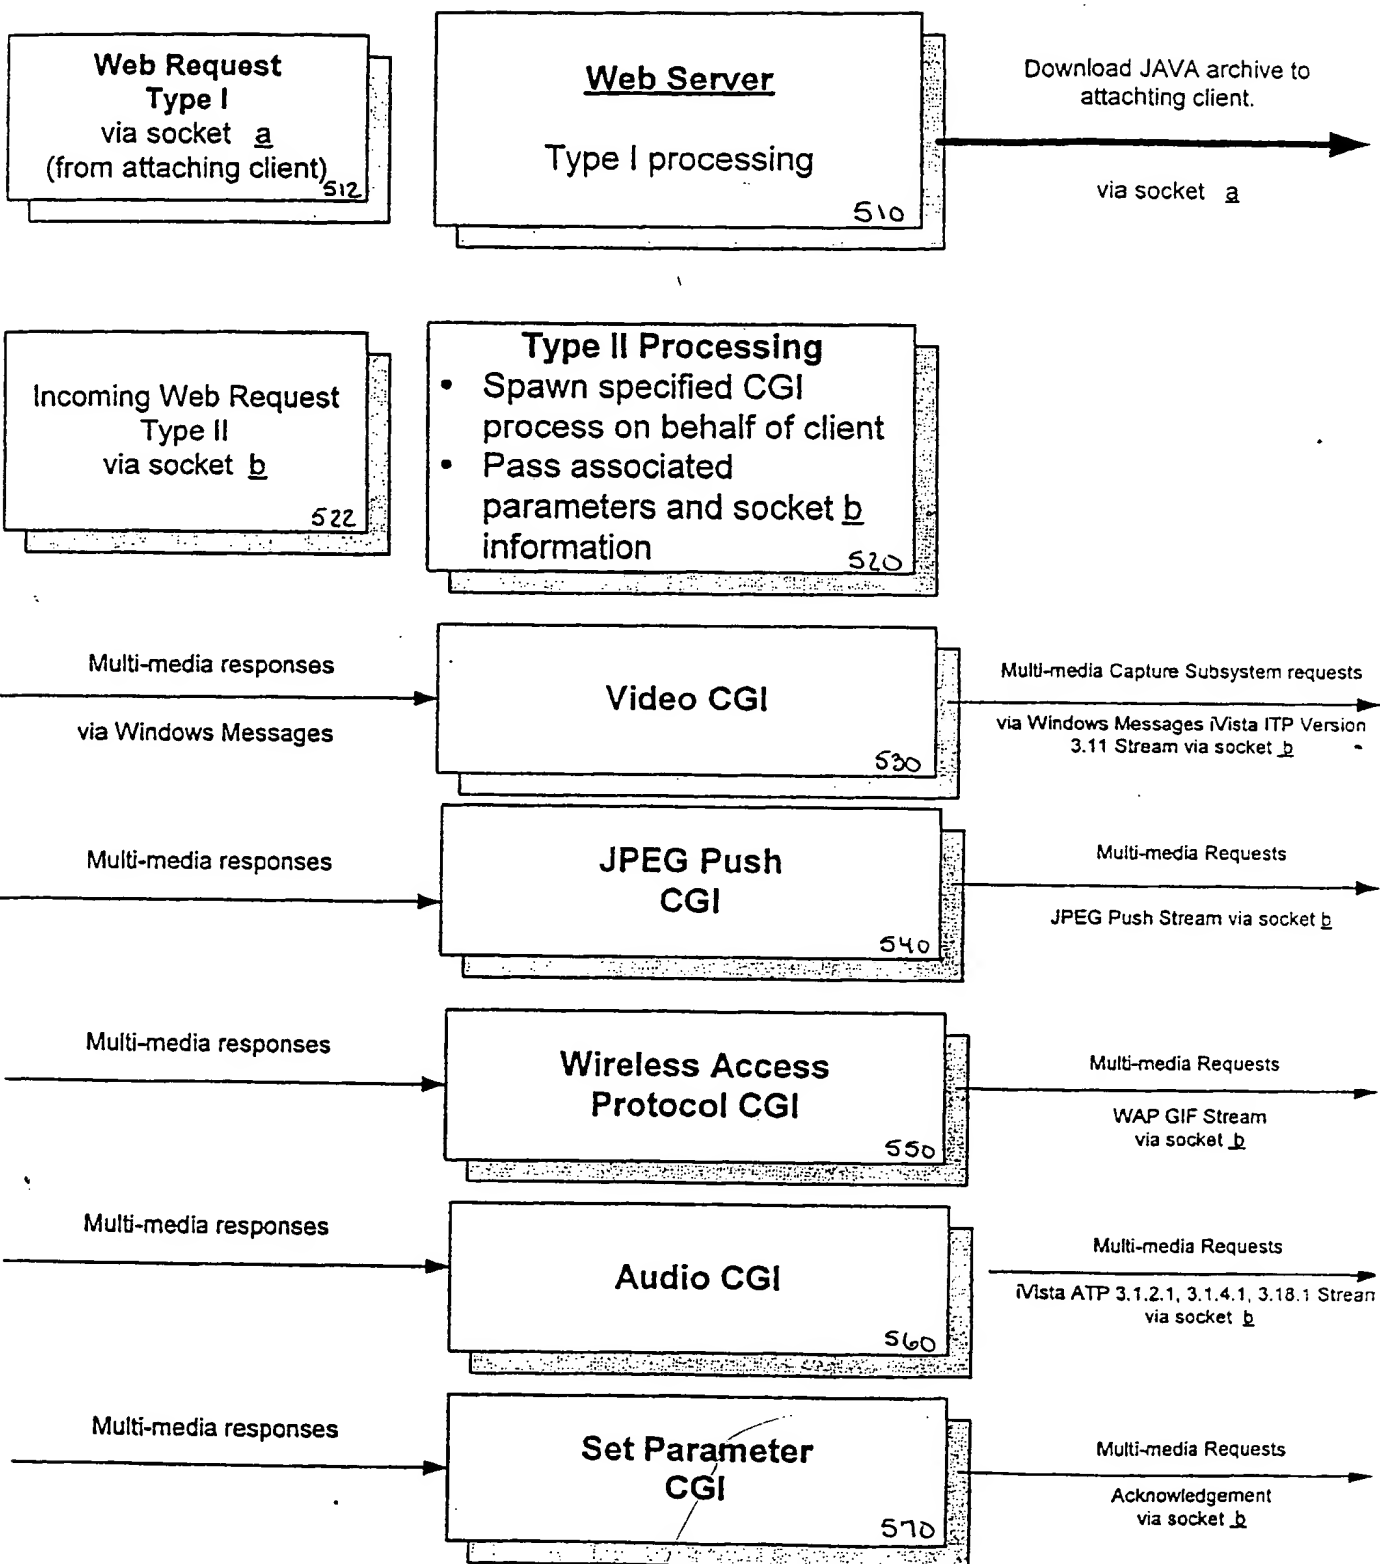 Web Request
Type I
via socket a
(from attaching client)
512
Web Server
Type I processing
510
Download JAVA archive to
attachting client.
via socket a
Incoming Web Request
Type II
via socket b
522
Type II Processing
• Spawn specified CGI
process on behalf of client
• Pass associated
parameters and socket b
information
520
Multi-media responses
via Windows Messages
Video CGI
530
Multi-media Capture Subsystem requests
via Windows Messages iVista ITP Version
3.11 Stream via socket b
Multi-media responses
JPEG Push
CGI
540
Multi-media Requests
JPEG Push Stream via socket b
Multi-media responses
Wireless Access
Protocol CGI
550
Multi-media Requests
WAP GIF Stream
via socket b
Multi-media responses
Audio CGI
560
Multi-media Requests
iVista ATP 3.1.2.1, 3.1.4.1, 3.18.1 Strean
via socket b
Multi-media responses
Set Parameter
CGI
570
Multi-media Requests
Acknowledgement
via socket b